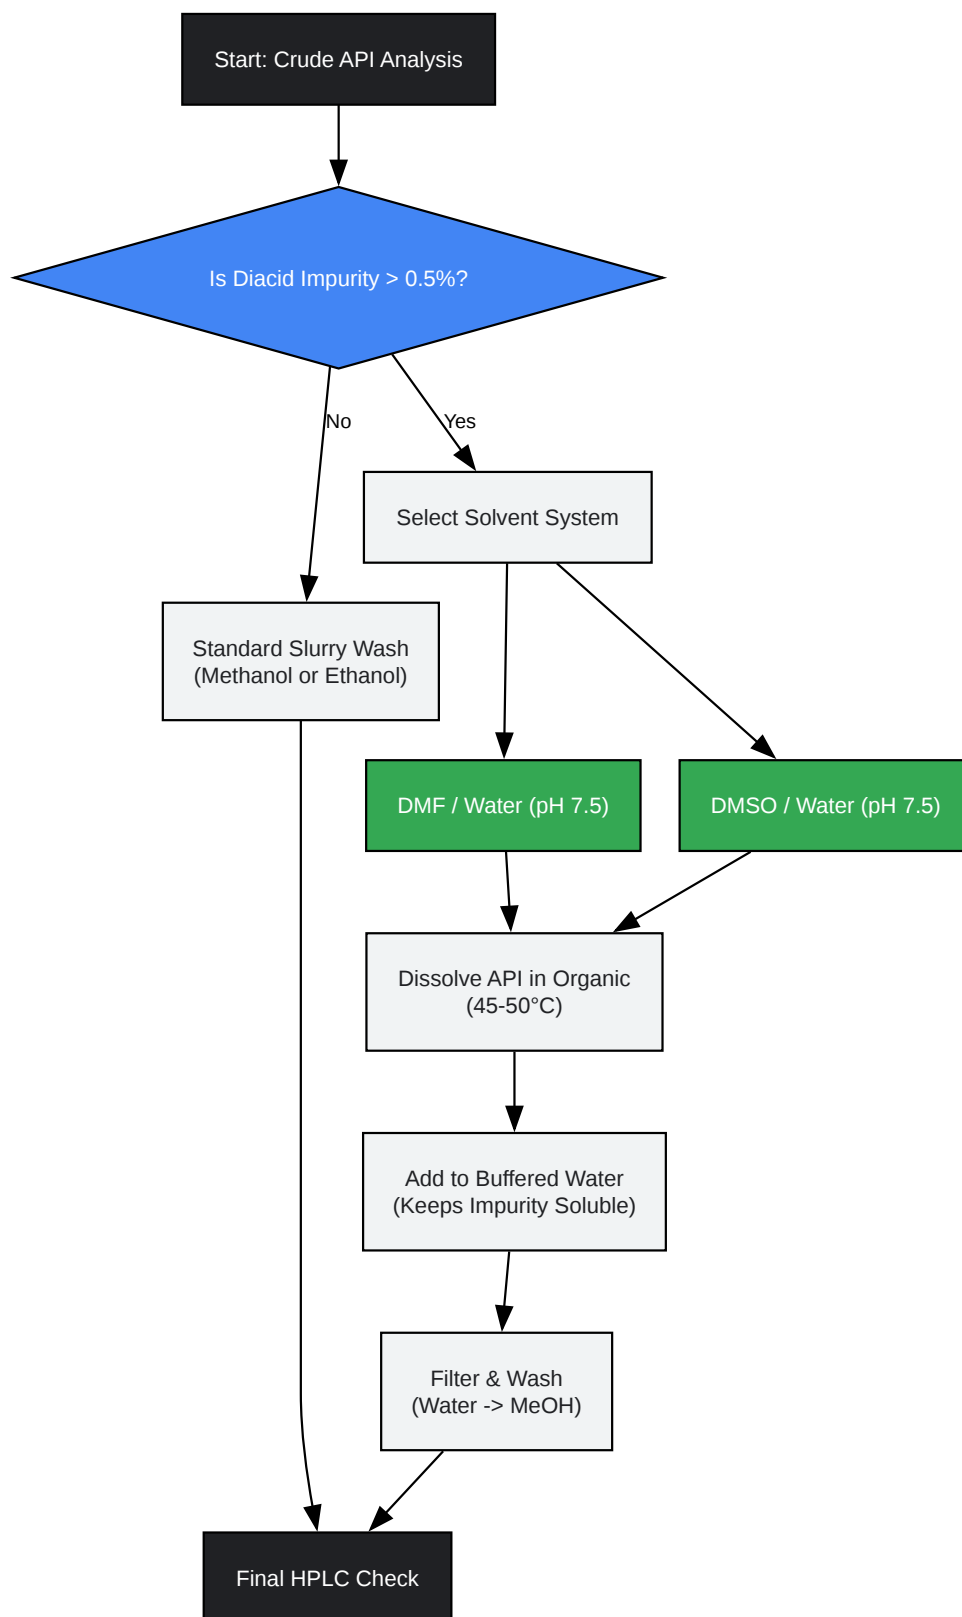 Start: Crude API Analysis
Is Diacid Impurity > 0.5%?
No
Yes
Select Solvent System
Standard Slurry Wash
(Methanol or Ethanol)
DMF / Water (pH 7.5)
DMSO / Water (pH 7.5)
Dissolve API in Organic
(45-50°C)
Add to Buffered Water
(Keeps Impurity Soluble)
Filter & Wash
(Water -> MeOH)
Final HPLC Check